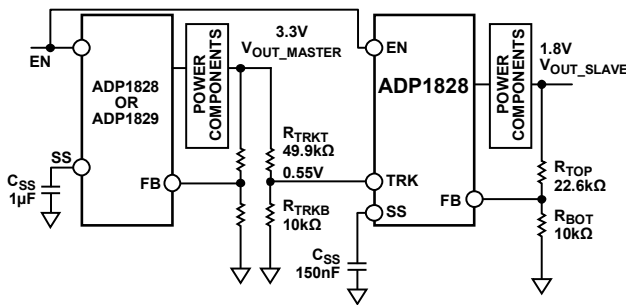 EN
ADP1828
OR
ADP1829
SS
CSS
1µF
FB
POWER
COMPONENTS
3.3V
VOUT_MASTER
RTRKT
49.9kΩ
0.55V
RTRKB
10kΩ
EN
ADP1828
TRK
SS
FB
CSS
150nF
POWER
COMPONENTS
1.8V
VOUT_SLAVE
RTOP
22.6kΩ
RBOT
10kΩ